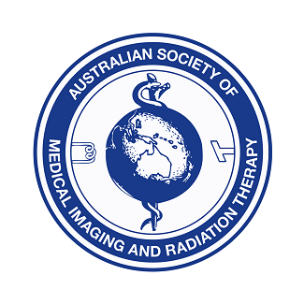 AUSTRALIAN SOCIETY OF
MEDICAL IMAGING AND RADIATION THERAPY